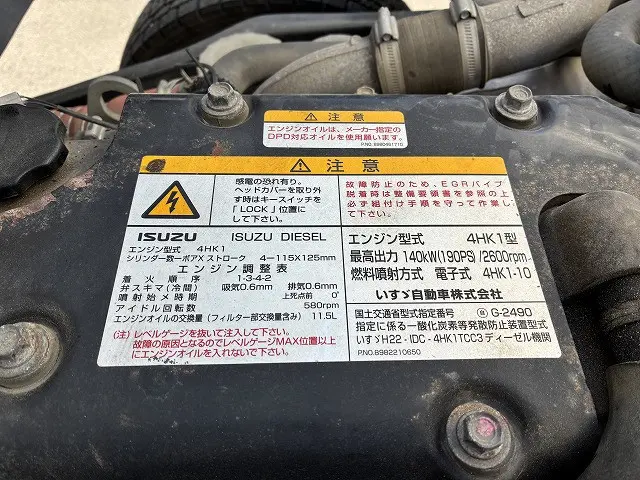 注意
エンジンオイルは、メーカー指定の
DPD対応オイルを使用願います。
P.NO.8980461710
注意
感電の恐れ有り。
ヘッドカバーを取り外
す時はキースイッチを
「LOCK」位置に
して下さい。
故障防止のため、EGRパイプ
脱着時は整備要領書を参照の上
必ず組付け手順を守って作業し
て下さい。
ISUZU ISUZU DIESEL
エンジン型式 4HK1
シリンダー数ーボアXストローク 4-115X125mm
エンジン調整表
着火順序 1-3-4-2
弁スキマ(冷間) 吸気0.6mm 排気0.6mm
噴射始メ時期 上死点前 0°
アイドル回転数 580rpm
エンジンオイルの交換量(フィルター部交換量含み) 11.5L
(注)レベルゲージを抜いて注入して下さい。
故障の原因となるのでレベルゲージMAX位置以上
にエンジンオイルを入れないで下さい。
エンジン型式 4HK1型
最高出力 140kW(190PS)/2600rpm
燃料噴射方式 電子式 4HK1-10
いすゞ自動車株式会社
国土交通省型式指定番号 G-2490
指定に係る一酸化炭素等発散防止装置型式
いすゞH22-IDC-4HK1TCC3ディーゼル機関
P.NO.8982210650